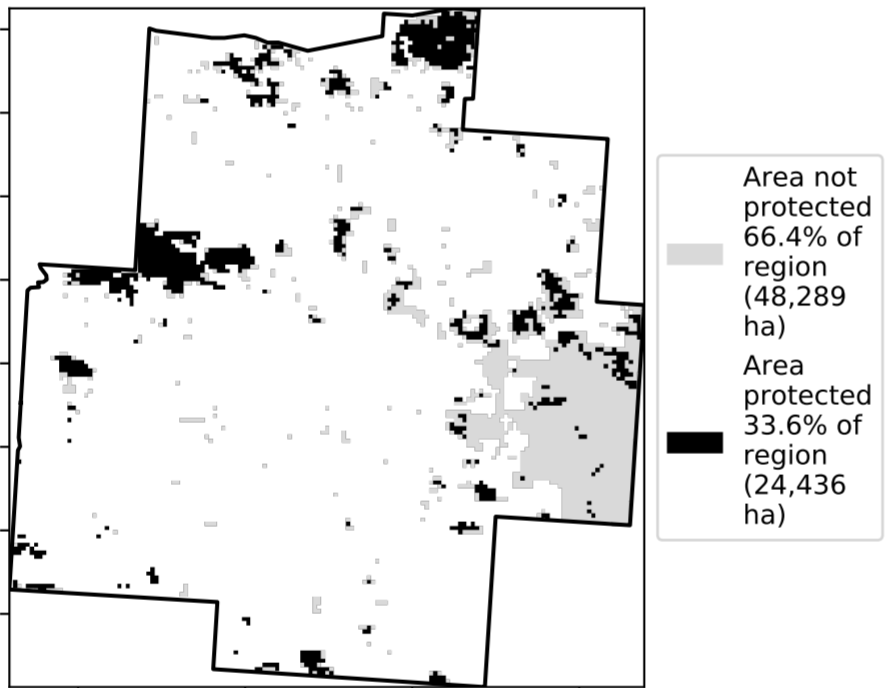 Area not
protected
66.4% of
region
(48,289
ha)
Area
protected
33.6% of
region
(24,436
ha)